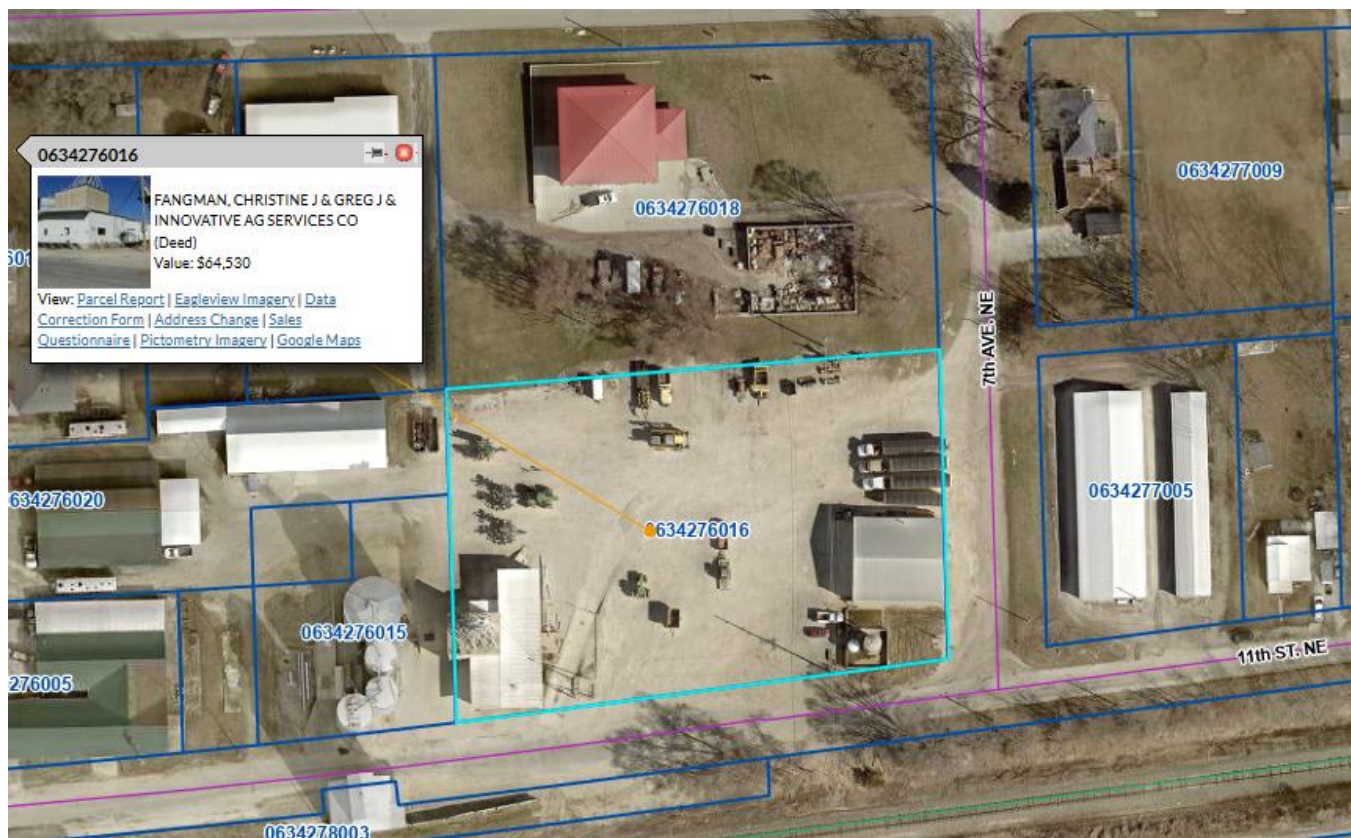 0634276016
FANGMAN, CHRISTINE J & GREG J &
INNOVATIVE AG SERVICES CO
(Deed)
Value: $64,530
View: Parcel Report | Eagleview Imagery | Data
Correction Form | Address Change | Sales
Questionnaire | Pictometry Imagery | Google Maps
0634276018
0634277009
7th AVE. NE
0634276020
0634276016
0634277005
0634276015
276005
11th ST. NE
0634278003